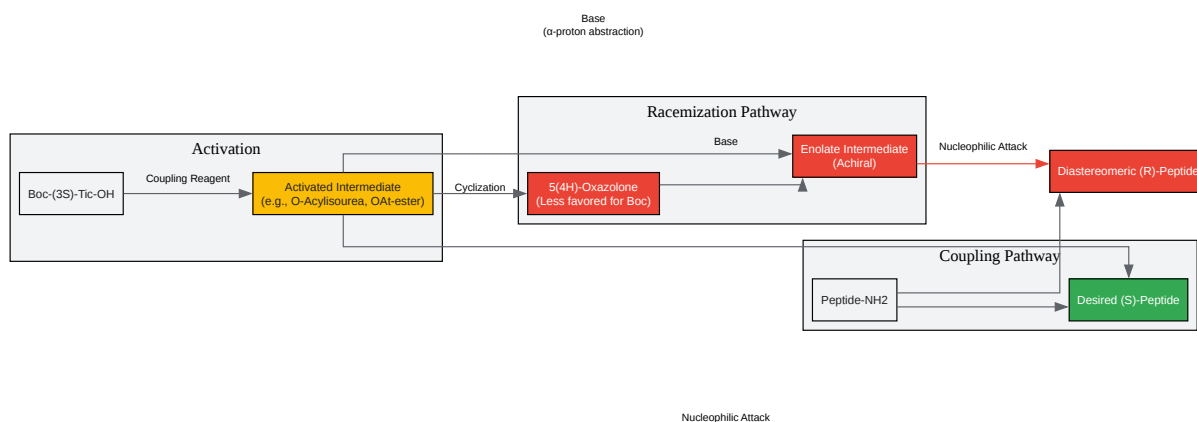 Base
(α-proton abstraction)
Racemization Pathway
Activation
Base
Enolate Intermediate
(Achiral)
Nucleophilic Attack
Diastereomeric (R)-Peptide
Boc-(3S)-Tic-OH
Coupling Reagent
Activated Intermediate
(e.g., O-Acylisourea, OAt-ester)
Cyclization
5(4H)-Oxazolone
(Less favored for Boc)
Coupling Pathway
Peptide-NH2
Desired (S)-Peptide
Nucleophilic Attack